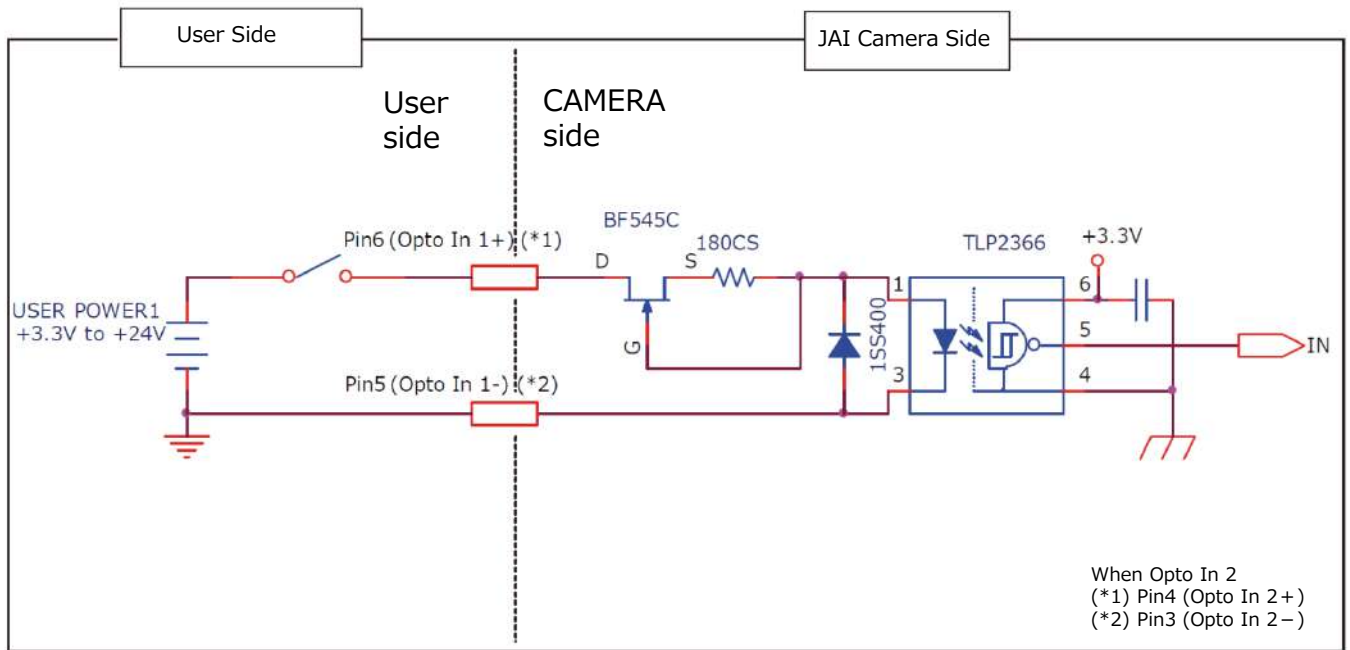 User Side
JAI Camera Side
User
side
CAMERA
side
BF545C
Pin6 (Opto In 1+) (*1)
D
S
180CS
TLP2366
+3.3V
1
6
USER POWER1
+3.3V to +24V
G
1SS400
5
IN
Pin5 (Opto In 1-) (*2)
3
4
When Opto In 2
(*1) Pin4 (Opto In 2+)
(*2) Pin3 (Opto In 2−)